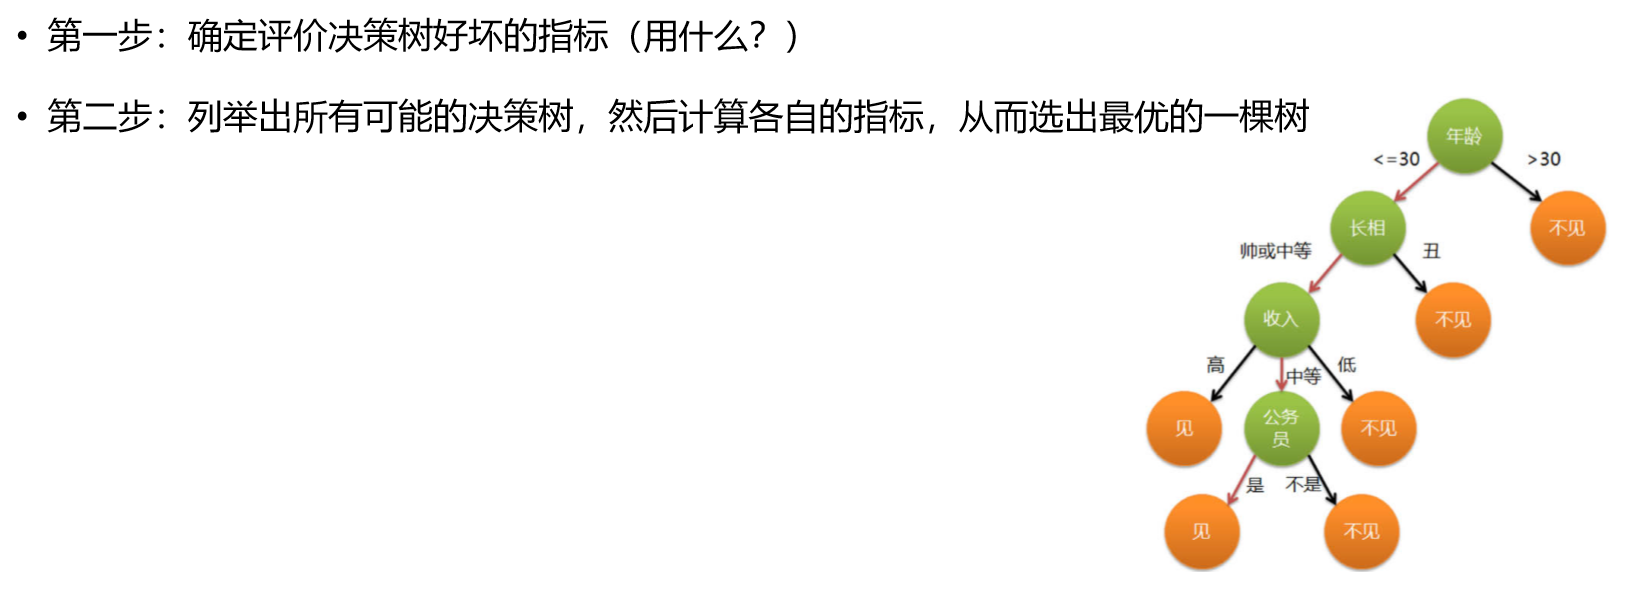 • 第一步：确定评价决策树好坏的指标（用什么？）
• 第二步：列举出所有可能的决策树，然后计算各自的指标，从而选出最优的一棵树
年龄
<=30
>30
长相
不见
帅或中等
丑
收入
不见
高
中等
低
见
公务
员
不见
是
不是
见
不见